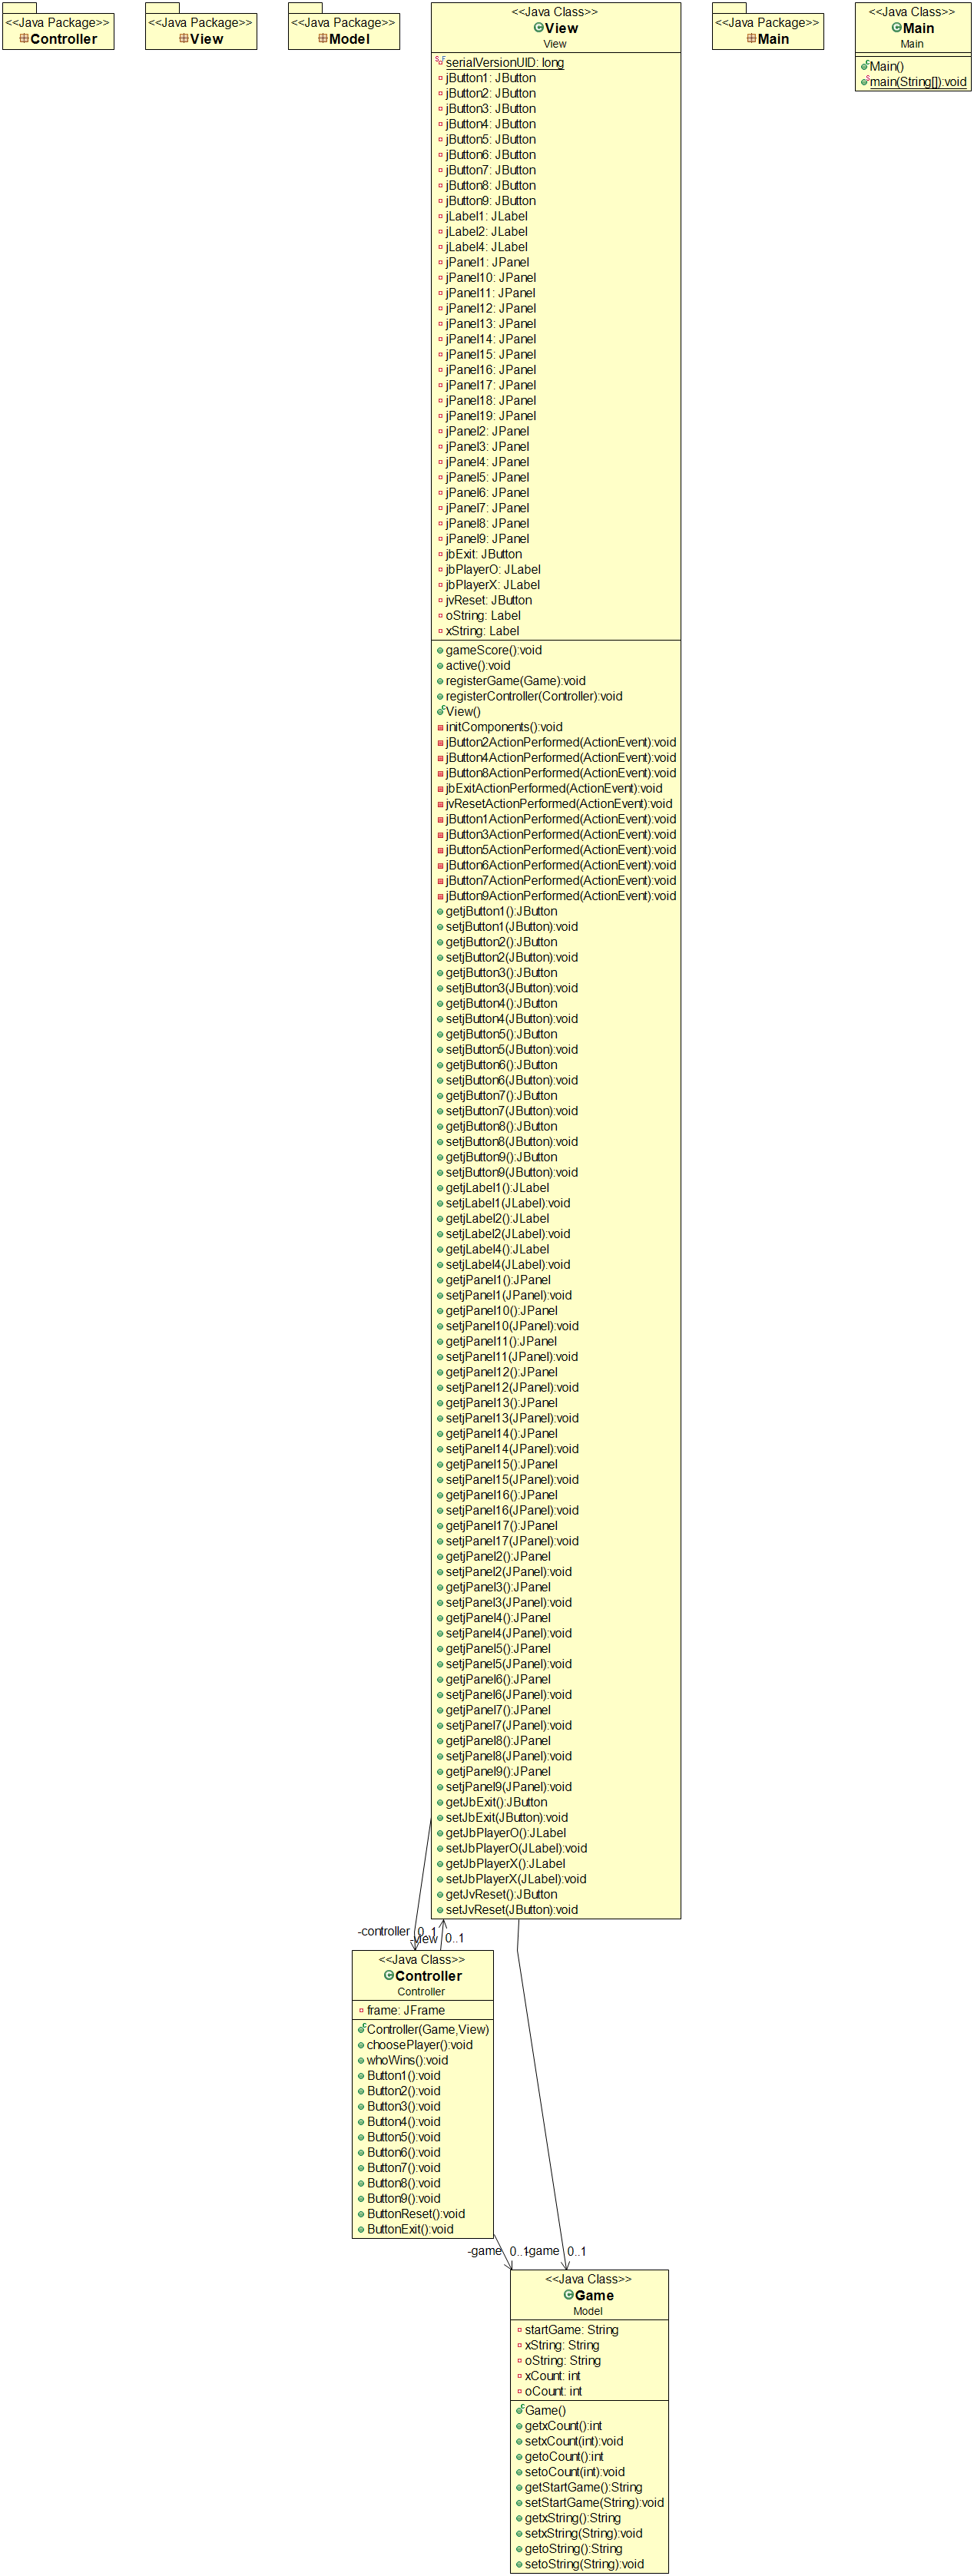 <<Java Package>>
Controller
<<Java Package>>
View
<<Java Package>>
Model
<<Java Class>>
View
View
serialVersionUID: long
jButton1: JButton
jButton2: JButton
jButton3: JButton
jButton4: JButton
jButton5: JButton
jButton6: JButton
jButton7: JButton
jButton8: JButton
jButton9: JButton
jLabel1: JLabel
jLabel2: JLabel
jLabel4: JLabel
jPanel1: JPanel
jPanel10: JPanel
jPanel11: JPanel
jPanel12: JPanel
jPanel13: JPanel
jPanel14: JPanel
jPanel15: JPanel
jPanel16: JPanel
jPanel17: JPanel
jPanel18: JPanel
jPanel19: JPanel
jPanel2: JPanel
jPanel3: JPanel
jPanel4: JPanel
jPanel5: JPanel
jPanel6: JPanel
jPanel7: JPanel
jPanel8: JPanel
jPanel9: JPanel
jbExit: JButton
jbPlayerO: JLabel
jbPlayerX: JLabel
jvReset: JButton
oString: Label
xString: Label
gameScore():void
active():void
registerGame(Game):void
registerController(Controller):void
View()
initComponents():void
jButton2ActionPerformed(ActionEvent):void
jButton4ActionPerformed(ActionEvent):void
jButton8ActionPerformed(ActionEvent):void
jbExitActionPerformed(ActionEvent):void
jvResetActionPerformed(ActionEvent):void
jButton1ActionPerformed(ActionEvent):void
jButton3ActionPerformed(ActionEvent):void
jButton5ActionPerformed(ActionEvent):void
jButton6ActionPerformed(ActionEvent):void
jButton7ActionPerformed(ActionEvent):void
jButton9ActionPerformed(ActionEvent):void
getjButton1():JButton
setjButton1(JButton):void
getjButton2():JButton
setjButton2(JButton):void
getjButton3():JButton
setjButton3(JButton):void
getjButton4():JButton
setjButton4(JButton):void
getjButton5():JButton
setjButton5(JButton):void
getjButton6():JButton
setjButton6(JButton):void
getjButton7():JButton
setjButton7(JButton):void
getjButton8():JButton
setjButton8(JButton):void
getjButton9():JButton
setjButton9(JButton):void
getjLabel1():JLabel
setjLabel1(JLabel):void
getjLabel2():JLabel
setjLabel2(JLabel):void
getjLabel4():JLabel
setjLabel4(JLabel):void
getjPanel1():JPanel
setjPanel1(JPanel):void
getjPanel10():JPanel
setjPanel10(JPanel):void
getjPanel11():JPanel
setjPanel11(JPanel):void
getjPanel12():JPanel
setjPanel12(JPanel):void
getjPanel13():JPanel
setjPanel13(JPanel):void
getjPanel14():JPanel
setjPanel14(JPanel):void
getjPanel15():JPanel
setjPanel15(JPanel):void
getjPanel16():JPanel
setjPanel16(JPanel):void
getjPanel17():JPanel
setjPanel17(JPanel):void
getjPanel2():JPanel
setjPanel2(JPanel):void
getjPanel3():JPanel
setjPanel3(JPanel):void
getjPanel4():JPanel
setjPanel4(JPanel):void
getjPanel5():JPanel
setjPanel5(JPanel):void
getjPanel6():JPanel
setjPanel6(JPanel):void
getjPanel7():JPanel
setjPanel7(JPanel):void
getjPanel8():JPanel
setjPanel8(JPanel):void
getjPanel9():JPanel
setjPanel9(JPanel):void
getJbExit():JButton
setJbExit(JButton):void
getJbPlayerO():JLabel
setJbPlayerO(JLabel):void
getJbPlayerX():JLabel
setJbPlayerX(JLabel):void
getJvReset():JButton
setJvReset(JButton):void
<<Java Package>>
Main
<<Java Class>>
Main
Main
Main()
main(String[]):void
-controller 0..1
-view 0..1
<<Java Class>>
Controller
Controller
frame: JFrame
Controller(Game,View)
choosePlayer():void
whoWins():void
Button1():void
Button2():void
Button3():void
Button4():void
Button5():void
Button6():void
Button7():void
Button8():void
Button9():void
ButtonReset():void
ButtonExit():void
-game 0..1
-game 0..1
<<Java Class>>
Game
Model
startGame: String
xString: String
oString: String
xCount: int
oCount: int
Game()
getxCount():int
setxCount(int):void
getoCount():int
setoCount(int):void
getStartGame():String
setStartGame(String):void
getxString():String
setxString(String):void
getoString():String
setoString(String):void